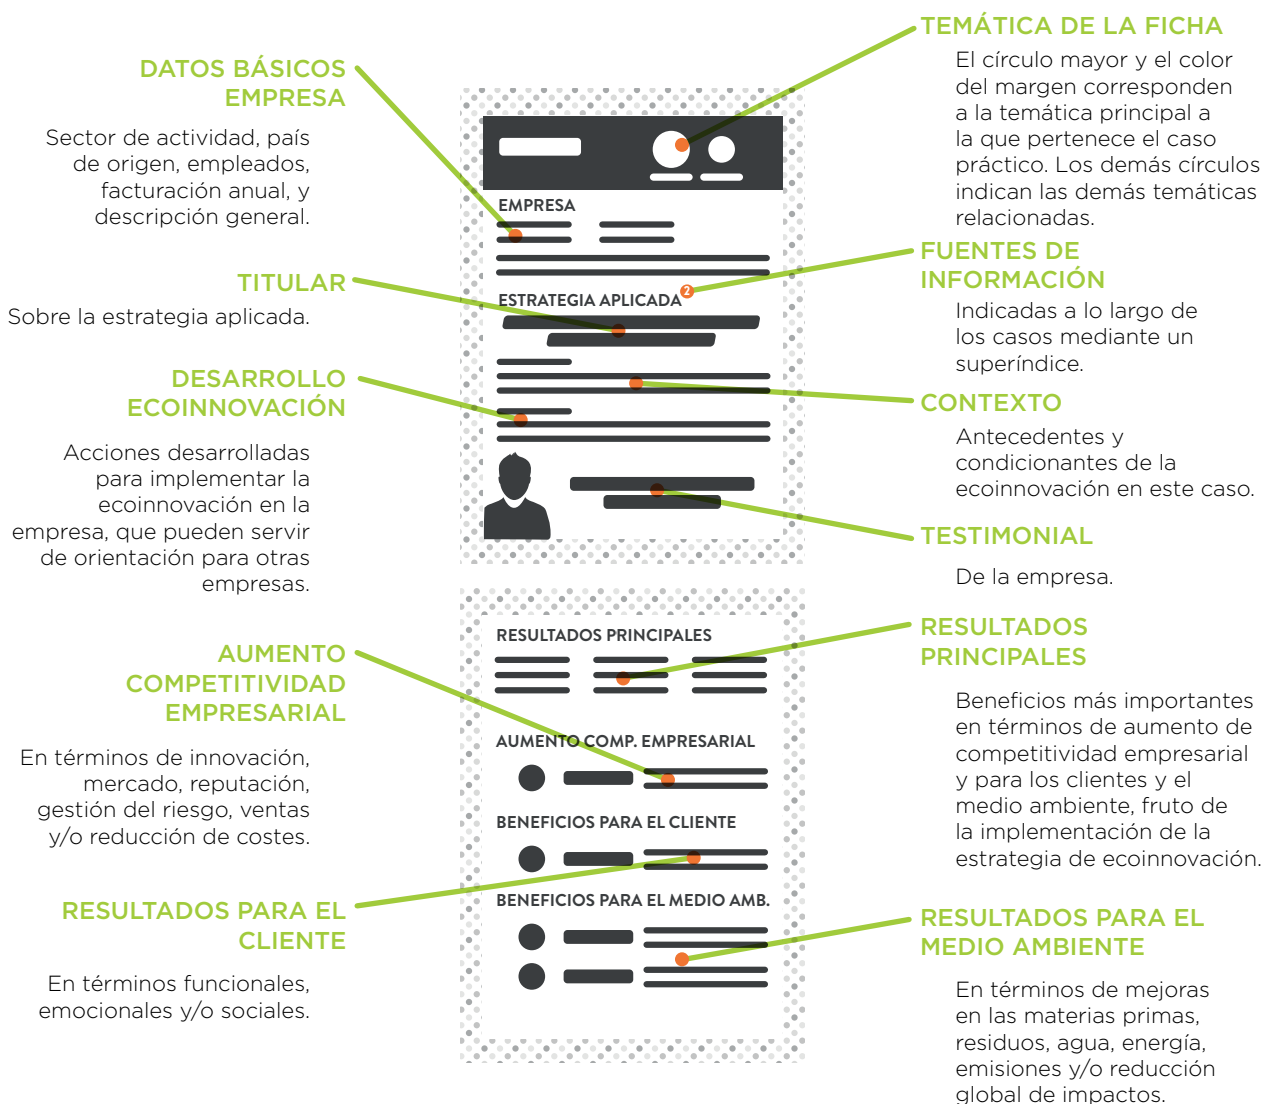 DATOS BÁSICOS
EMPRESA
Sector de actividad, país
de origen, empleados,
facturación anual, y
descripción general.
TITULAR
Sobre la estrategia aplicada.
DESARROLLO
ECOINNOVACIÓN
Acciones desarrolladas
para implementar la
ecoinnovación en la
empresa, que pueden servir
de orientación para otras
empresas.
AUMENTO
COMPETITIVIDAD
EMPRESARIAL
En términos de innovación,
mercado, reputación,
gestión del riesgo, ventas
y/o reducción de costes.
RESULTADOS PARA EL
CLIENTE
En términos funcionales,
emocionales y/o sociales.
EMPRESA
ESTRATEGIA APLICADA2
RESULTADOS PRINCIPALES
AUMENTO COMP. EMPRESARIAL
BENEFICIOS PARA EL CLIENTE
BENEFICIOS PARA EL MEDIO AMB.
TEMÁTICA DE LA FICHA
El círculo mayor y el color
del margen corresponden
a la temática principal a
la que pertenece el caso
práctico. Los demás círculos
indican las demás temáticas
relacionadas.
FUENTES DE
INFORMACIÓN
Indicadas a lo largo de
los casos mediante un
superíndice.
CONTEXTO
Antecedentes y
condicionantes de la
ecoinnovación en este caso.
TESTIMONIAL
De la empresa.
RESULTADOS
PRINCIPALES
Beneficios más importantes
en términos de aumento de
competitividad empresarial
y para los clientes y el
medio ambiente, fruto de
la implementación de la
estrategia de ecoinnovación.
RESULTADOS PARA EL
MEDIO AMBIENTE
En términos de mejoras
en las materias primas,
residuos, agua, energía,
emisiones y/o reducción
global de impactos.